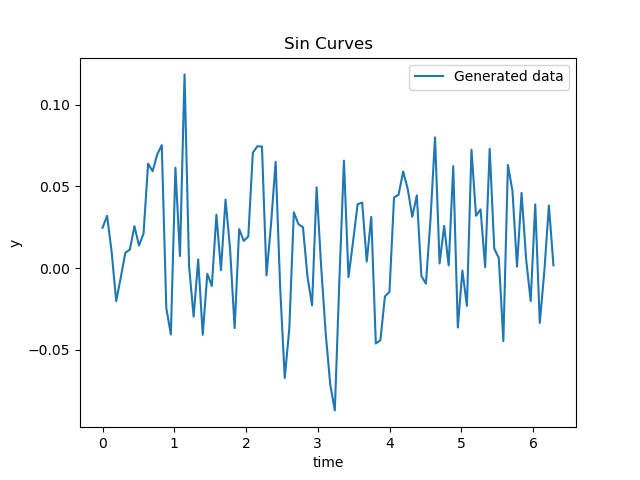 Sin Curves
Generated data
0.10
0.05
0.00
−0.05
y
0 1 2 3 4 5 6
time